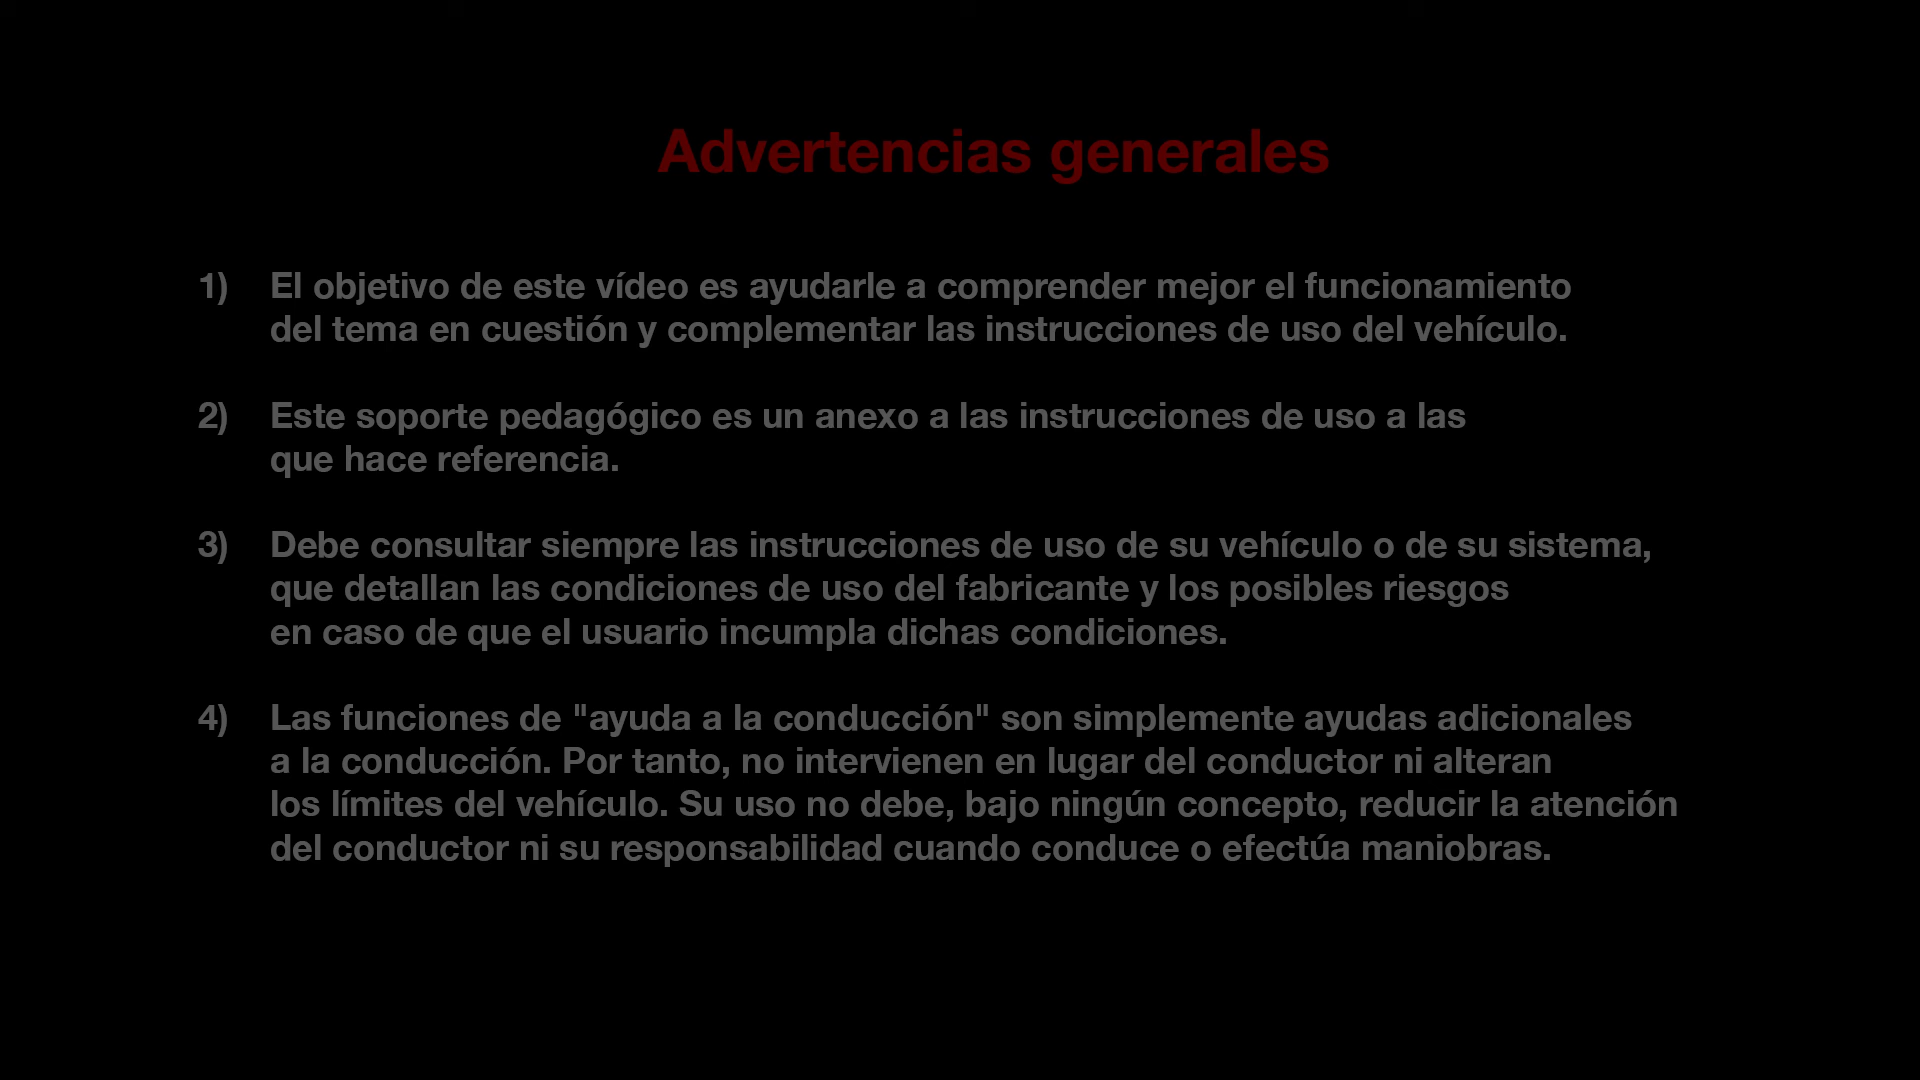 Advertencias generales
1) El objetivo de este vídeo es ayudarle a comprender mejor el funcionamiento
del tema en cuestión y complementar las instrucciones de uso del vehículo.
2) Este soporte pedagógico es un anexo a las instrucciones de uso a las
que hace referencia.
3) Debe consultar siempre las instrucciones de uso de su vehículo o de su sistema,
que detallan las condiciones de uso del fabricante y los posibles riesgos
en caso de que el usuario incumpla dichas condiciones.
4) Las funciones de "ayuda a la conducción" son simplemente ayudas adicionales
a la conducción. Por tanto, no intervienen en lugar del conductor ni alteran
los límites del vehículo. Su uso no debe, bajo ningún concepto, reducir la atención
del conductor ni su responsabilidad cuando conduce o efectúa maniobras.